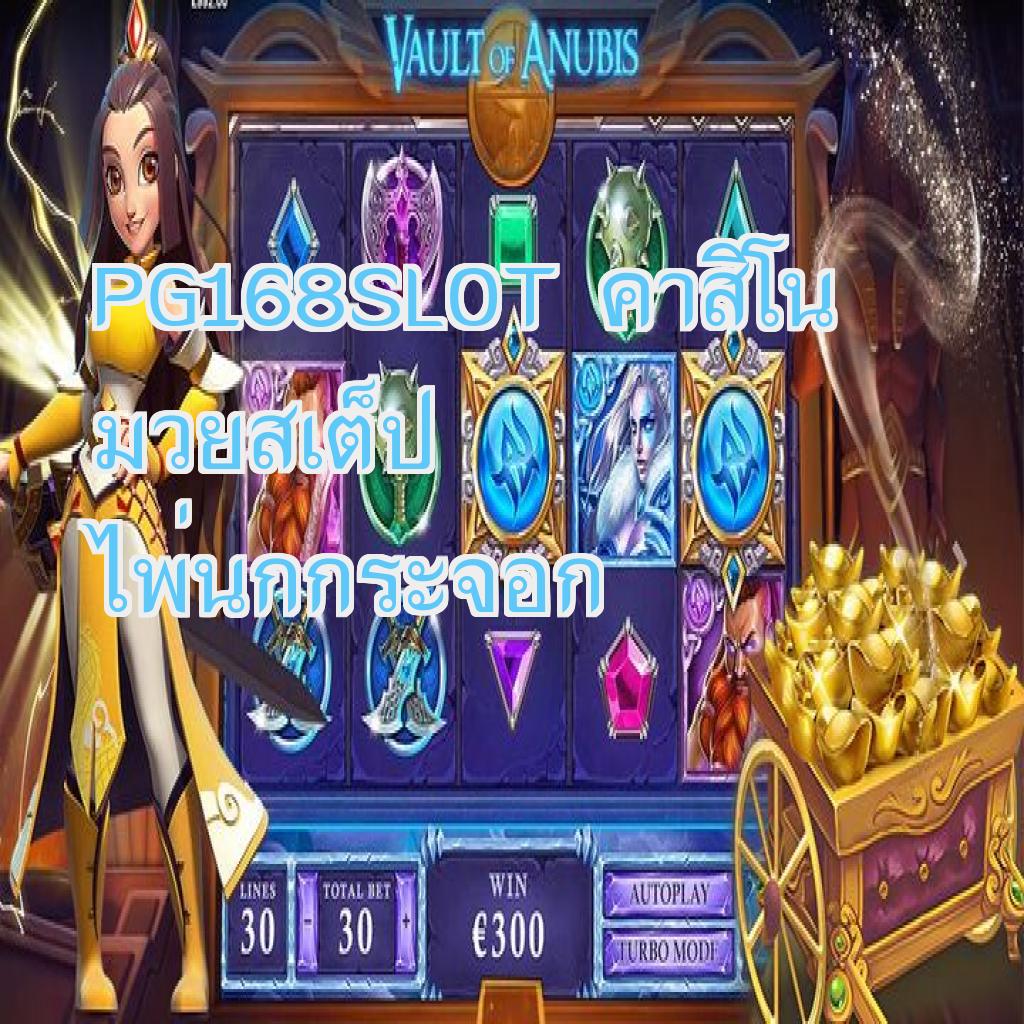 VAULT OF ANUBIS
PG168SLOT คาสิโน
มวยสเต็ป
ไพ่นกกระจอก
LINES
30
TOTAL BET
- 30 +
WIN
€300
AUTOPLAY
TURBO MODE